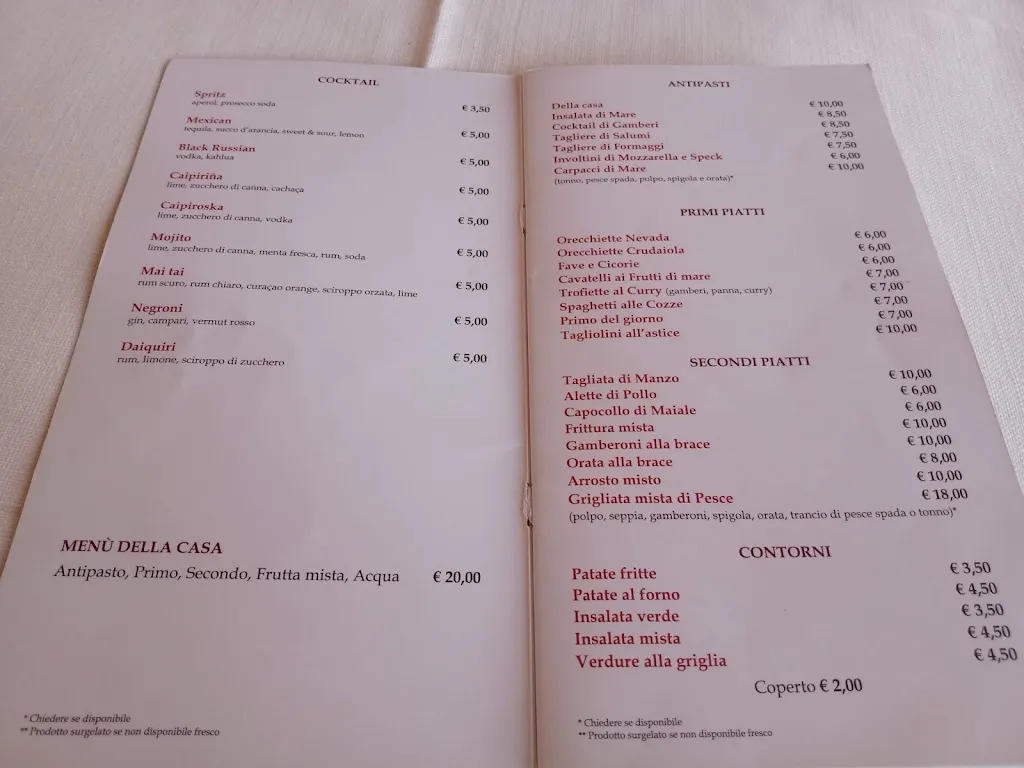 COCKTAIL
Spritz
aperol, prosecco soda € 3,50
Mexican
tequila, succo d'arancia, sweet & sour, lemon € 5,00
Black Russian
vodka, kahlua € 5,00
Caipiriña
lime, zucchero di canna, cachaça € 5,00
Caipiroska
lime, zucchero di canna, vodka € 5,00
Mojito
lime, zucchero di canna, menta fresca, rum, soda € 5,00
Mai tai
rum scuro, rum chiaro, curaçao orange, sciroppo orzata, lime € 5,00
Negroni
gin, campari, vermut rosso € 5,00
Daiquiri
rum, limone, sciroppo di zucchero € 5,00
MENÙ DELLA CASA
Antipasto, Primo, Secondo, Frutta mista, Acqua € 20,00
* Chiedere se disponibile
** Prodotto surgelato se non disponibile fresco
ANTIPASTI
Della casa € 10,00
Insalata di Mare € 8,50
Cocktail di Gamberi € 8,50
Tagliere di Salumi € 7,50
Tagliere di Formaggi € 7,50
Involtini di Mozzarella e Speck € 6,00
Carpacci di Mare € 10,00
(tonno, pesce spada, polpo, spigola e orata)*
PRIMI PIATTI
Orecchiette Nevada € 6,00
Orecchiette Crudaiola € 6,00
Fave e Cicorie € 6,00
Cavatelli ai Frutti di mare € 7,00
Trofiette al Curry (gamberi, panna, curry) € 7,00
Spaghetti alle Cozze € 7,00
Primo del giorno € 7,00
Tagliolini all'astice € 10,00
SECONDI PIATTI
Tagliata di Manzo € 10,00
Alette di Pollo € 6,00
Capocollo di Maiale € 6,00
Frittura mista € 10,00
Gamberoni alla brace € 10,00
Orata alla brace € 8,00
Arrosto misto € 10,00
Grigliata mista di Pesce € 18,00
(polpo, seppia, gamberoni, spigola, orata, trancio di pesce spada o tonno)*
CONTORNI
Patate fritte € 3,50
Patate al forno € 4,50
Insalata verde € 3,50
Insalata mista € 4,50
Verdure alla griglia € 4,50
Coperto € 2,00
* Chiedere se disponibile
** Prodotto surgelato se non disponibile fresco